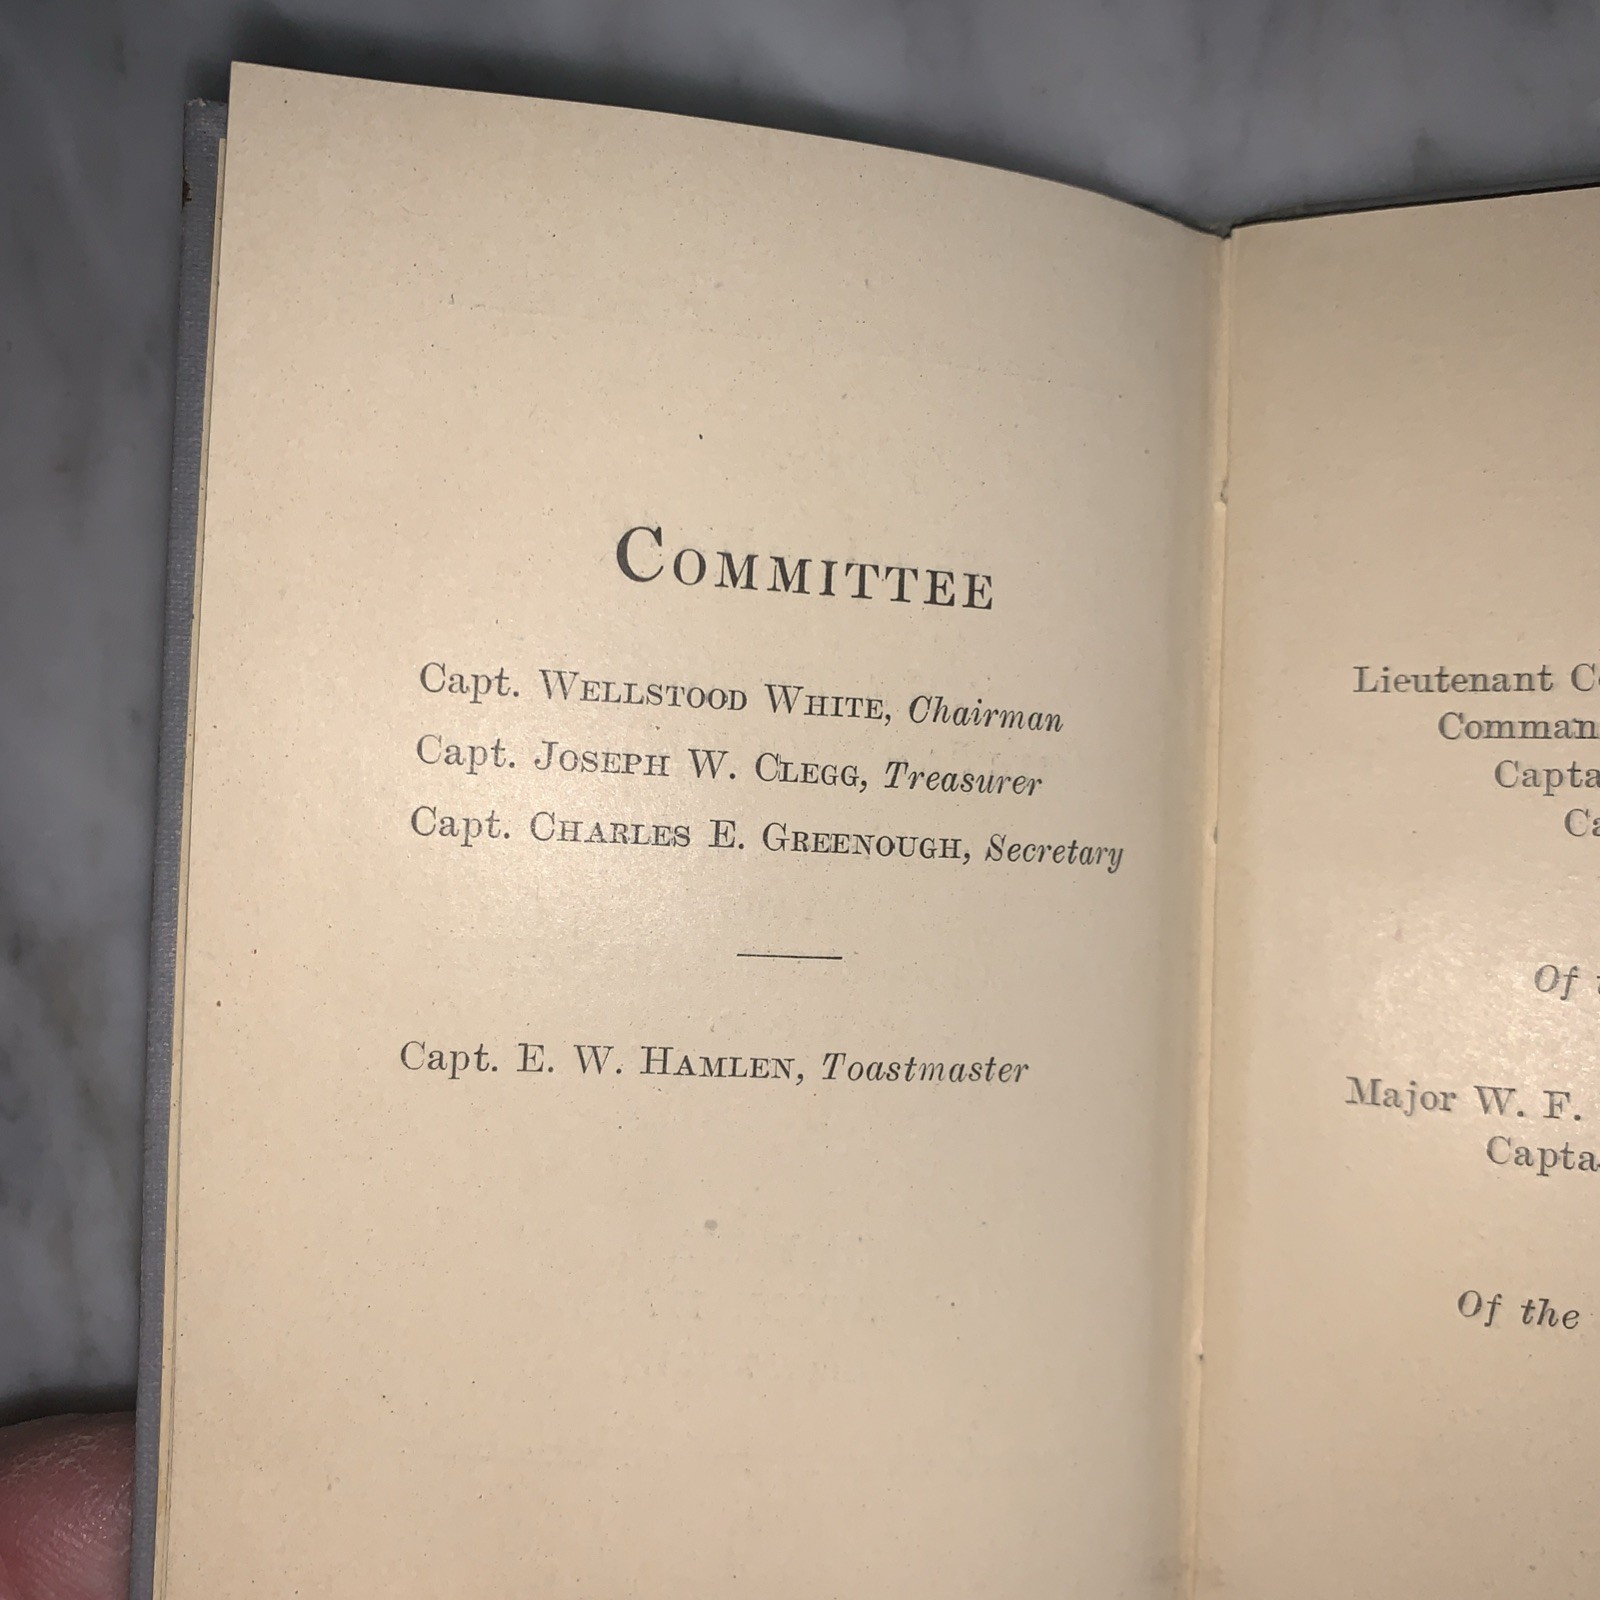 COMMITTEE
Capt. WELLSTOOD WHITE, Chairman
Capt. JOSEPH W. CLEGG, Treasurer
Capt. CHARLES E. GREENOUGH, Secretary
Capt. E. W. HAMLEN, Toastmaster
Lieutenant
Of
Major W. F.
Of the